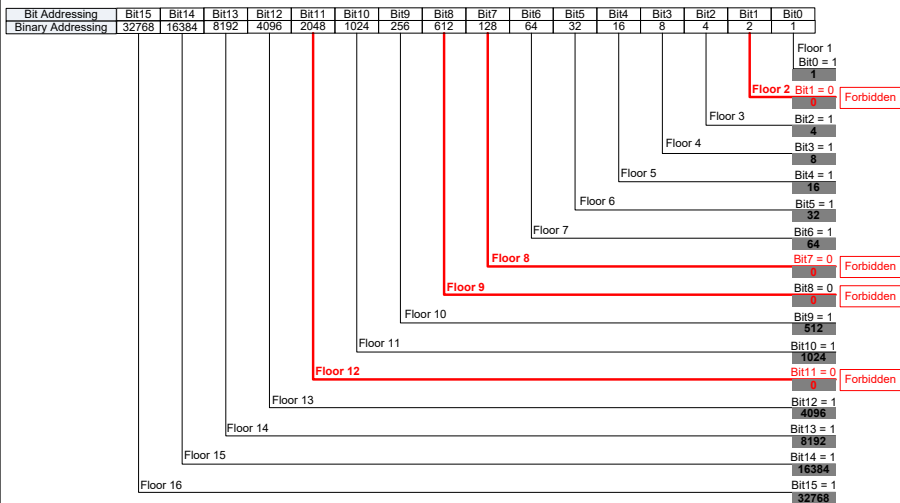 Bit Addressing Bit15 Bit14 Bit13 Bit12 Bit11 Bit10 Bit9 Bit8 Bit7 Bit6 Bit5 Bit4 Bit3 Bit2 Bit1 Bit0
Binary Addressing 32768 16384 8192 4096 2048 1024 256 612 128 64 32 16 8 4 2 1
Floor 1
Bit0 = 1
1
Floor 2 Bit1 = 0
0 Forbidden
Floor 3 Bit2 = 1
4
Floor 4 Bit3 = 1
8
Floor 5 Bit4 = 1
16
Floor 6 Bit5 = 1
32
Floor 7 Bit6 = 1
64
Floor 8 Bit7 = 0
0 Forbidden
Floor 9 Bit8 = 0
0 Forbidden
Floor 10 Bit9 = 1
512
Floor 11 Bit10 = 1
1024
Floor 12 Bit11 = 0
0 Forbidden
Floor 13 Bit12 = 1
4096
Floor 14 Bit13 = 1
8192
Floor 15 Bit14 = 1
16384
Floor 16 Bit15 = 1
32768